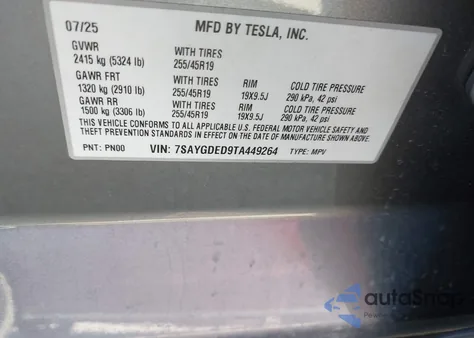 07/25 MFD BY TESLA, INC.
GVWR
2415 kg (5324 lb) WITH TIRES 255/45R19
GAWR FRT
1320 kg (2910 lb) WITH TIRES 255/45R19 RIM 19X9.5J COLD TIRE PRESSURE 290 kPa, 42 psi
GAWR RR
1500 kg (3306 lb) WITH TIRES 255/45R19 RIM 19X9.5J COLD TIRE PRESSURE 290 kPa, 42 psi
THIS VEHICLE CONFORMS TO ALL APPLICABLE U.S.A. FEDERAL MOTOR VEHICLE SAFETY AND
THEFT PREVENTION STANDARDS IN EFFECT ON THE DATE OF MANUFACTURE SHOWN ABOVE.
PNT: PN00 VIN: 7SAYGDED9TA449264 TYPE: MPV
autoSnap